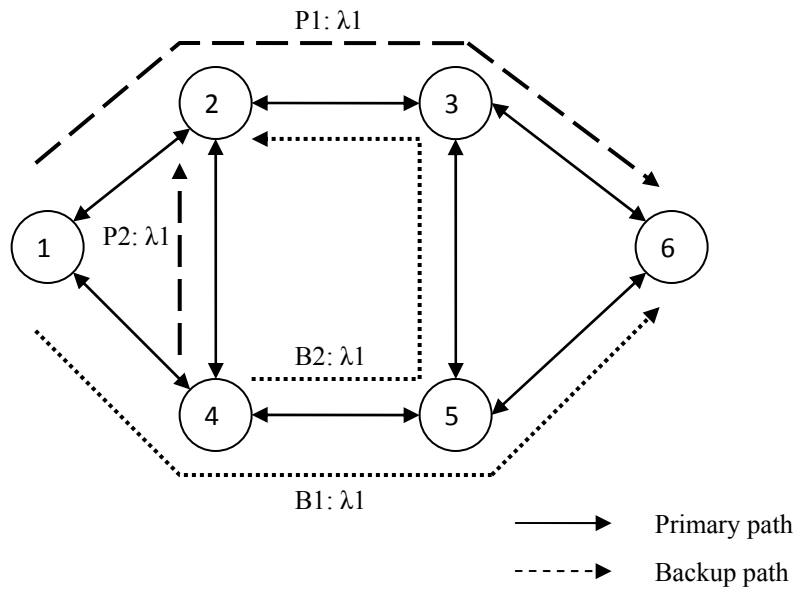 P1: λ1
2
3
1
P2: λ1
6
B2: λ1
4
5
B1: λ1
Primary path
Backup path